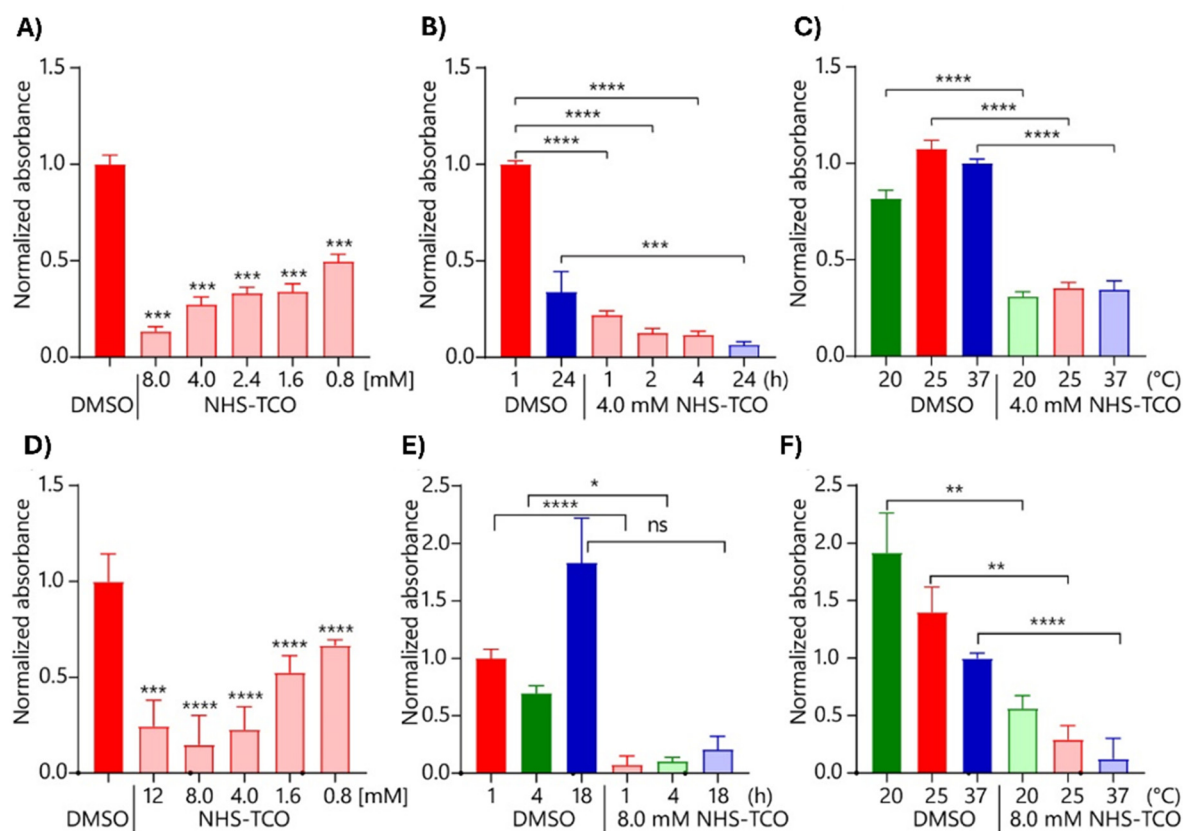 A)
Normalized absorbance
1.5
1.0
0.5
0.0
***
***
***
***
***
8.0 4.0 2.4 1.6 0.8 [mM]
DMSO NHS-TCO
B)
Normalized absorbance
1.5
1.0
0.5
0.0
****
****
****
***
1 24 1 2 4 24 (h)
DMSO 4.0 mM NHS-TCO
C)
Normalized absorbance
1.5
1.0
0.5
0.0
****
****
****
20 25 37 20 25 37 (°C)
DMSO 4.0 mM NHS-TCO
D)
Normalized absorbance
1.5
1.0
0.5
0.0
***
****
****
****
****
12 8.0 4.0 1.6 0.8 [mM]
DMSO NHS-TCO
E)
Normalized absorbance
2.5
2.0
1.5
1.0
0.5
0.0
*
****
ns
1 4 18 1 4 18 (h)
DMSO 8.0 mM NHS-TCO
F)
Normalized absorbance
2.5
2.0
1.5
1.0
0.5
0.0
**
**
****
20 25 37 20 25 37 (°C)
DMSO 8.0 mM NHS-TCO